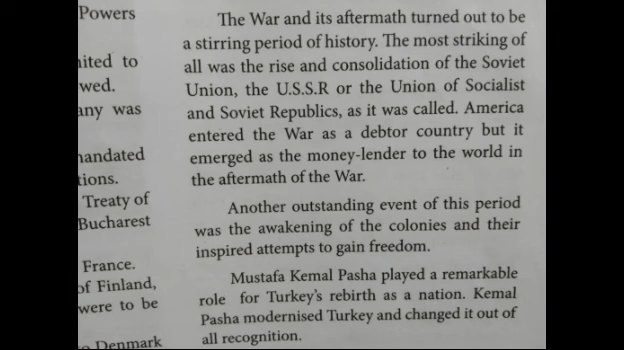 Powers
ited to
wed.
any was
andated
tions.
Treaty of
Bucharest
France.
of Finland,
were to be
Denmark
The War and its aftermath turned out to be
a stirring period of history. The most striking of
all was the rise and consolidation of the Soviet
Union, the U.S.S.R or the Union of Socialist
and Soviet Republics, as it was called. America
entered the War as a debtor country but it
emerged as the money-lender to the world in
the aftermath of the War.
Another outstanding event of this period
was the awakening of the colonies and their
inspired attempts to gain freedom.
Mustafa Kemal Pasha played a remarkable
role for Turkey's rebirth as a nation. Kemal
Pasha modernised Turkey and changed it out of
all recognition.